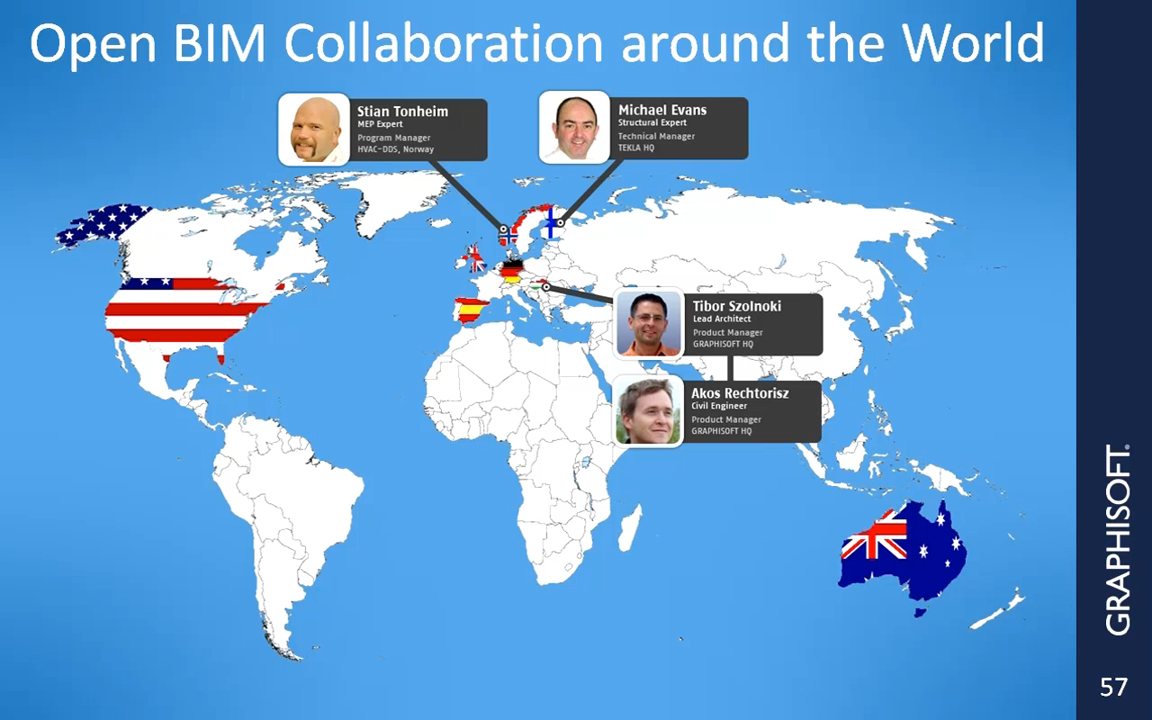 Open BIM Collaboration around the World
Stian Tonheim
MEP Expert
Program Manager
HVAC-DDS, Norway
Michael Evans
Structural Expert
Technical Manager
TEKLA HQ
Tibor Szolnoki
Lead Architect
Product Manager
GRAPHISOFT HQ
Akos Rechtorisz
Civil Engineer
Product Manager
GRAPHISOFT HQ
GRAPHISOFT®
57